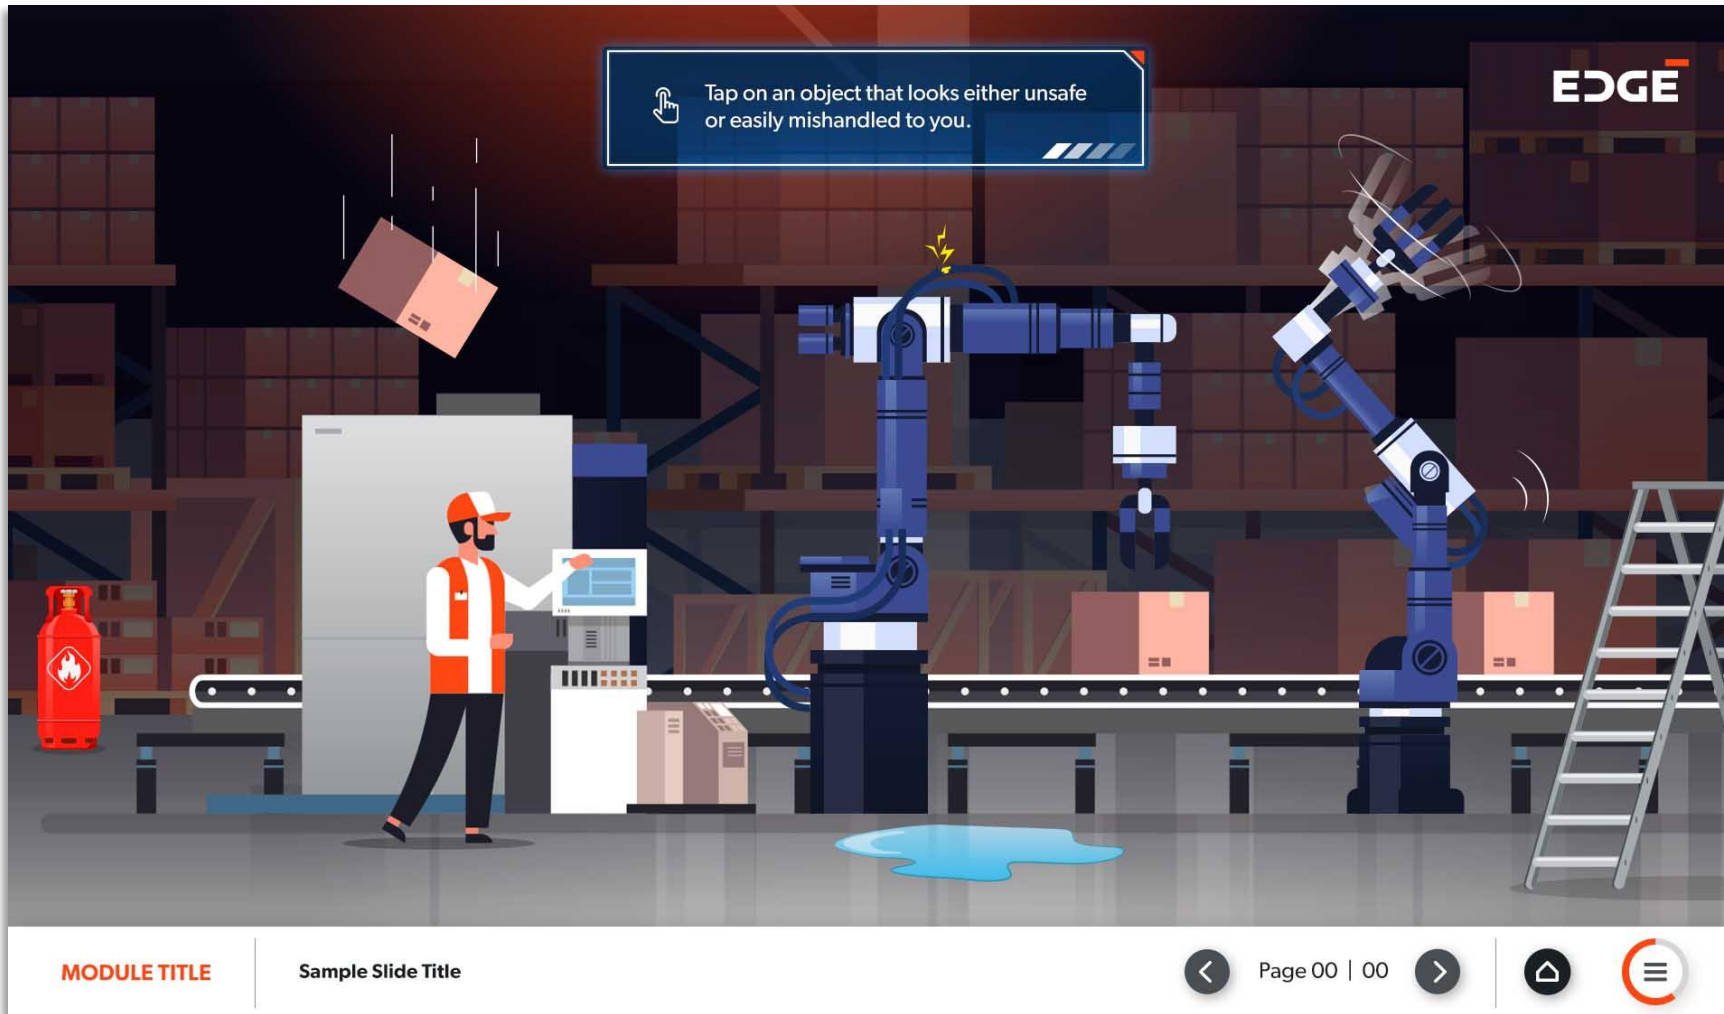 Tap on an object that looks either unsafe
or easily mishandled to you.
EDGE
MODULE TITLE
Sample Slide Title
Page 00 | 00